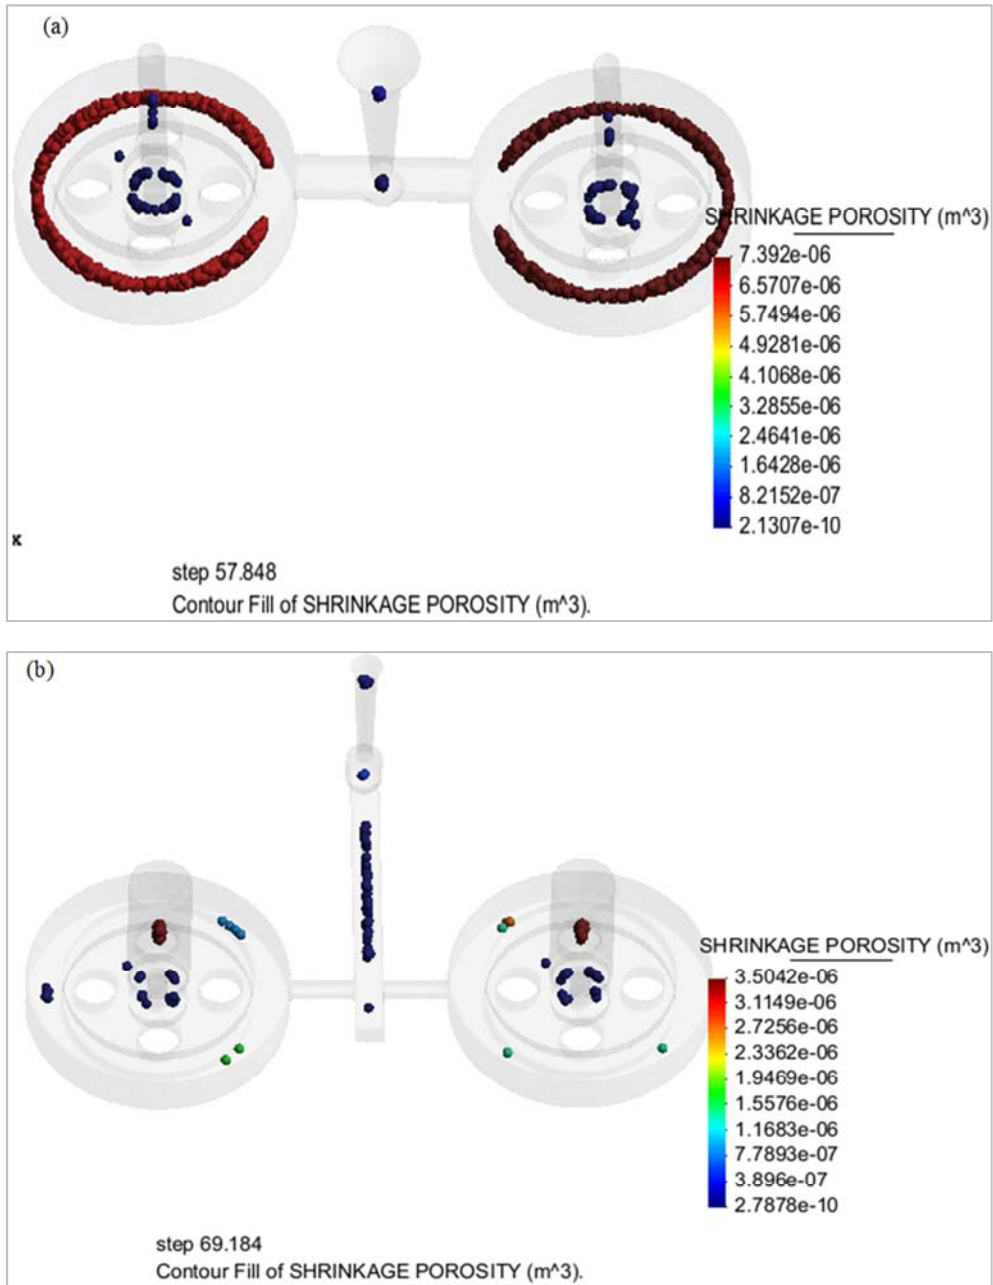 (a)
SHRINKAGE POROSITY (m^3)
7.392e-06
6.5707e-06
5.7494e-06
4.9281e-06
4.1068e-06
3.2855e-06
2.4641e-06
1.6428e-06
8.2152e-07
2.1307e-10
x
step 57.848
Contour Fill of SHRINKAGE POROSITY (m^3).
(b)
SHRINKAGE POROSITY (m^3)
3.5042e-06
3.1149e-06
2.7256e-06
2.3362e-06
1.9469e-06
1.5576e-06
1.1683e-06
7.7893e-07
3.896e-07
2.7878e-10
step 69.184
Contour Fill of SHRINKAGE POROSITY (m^3).